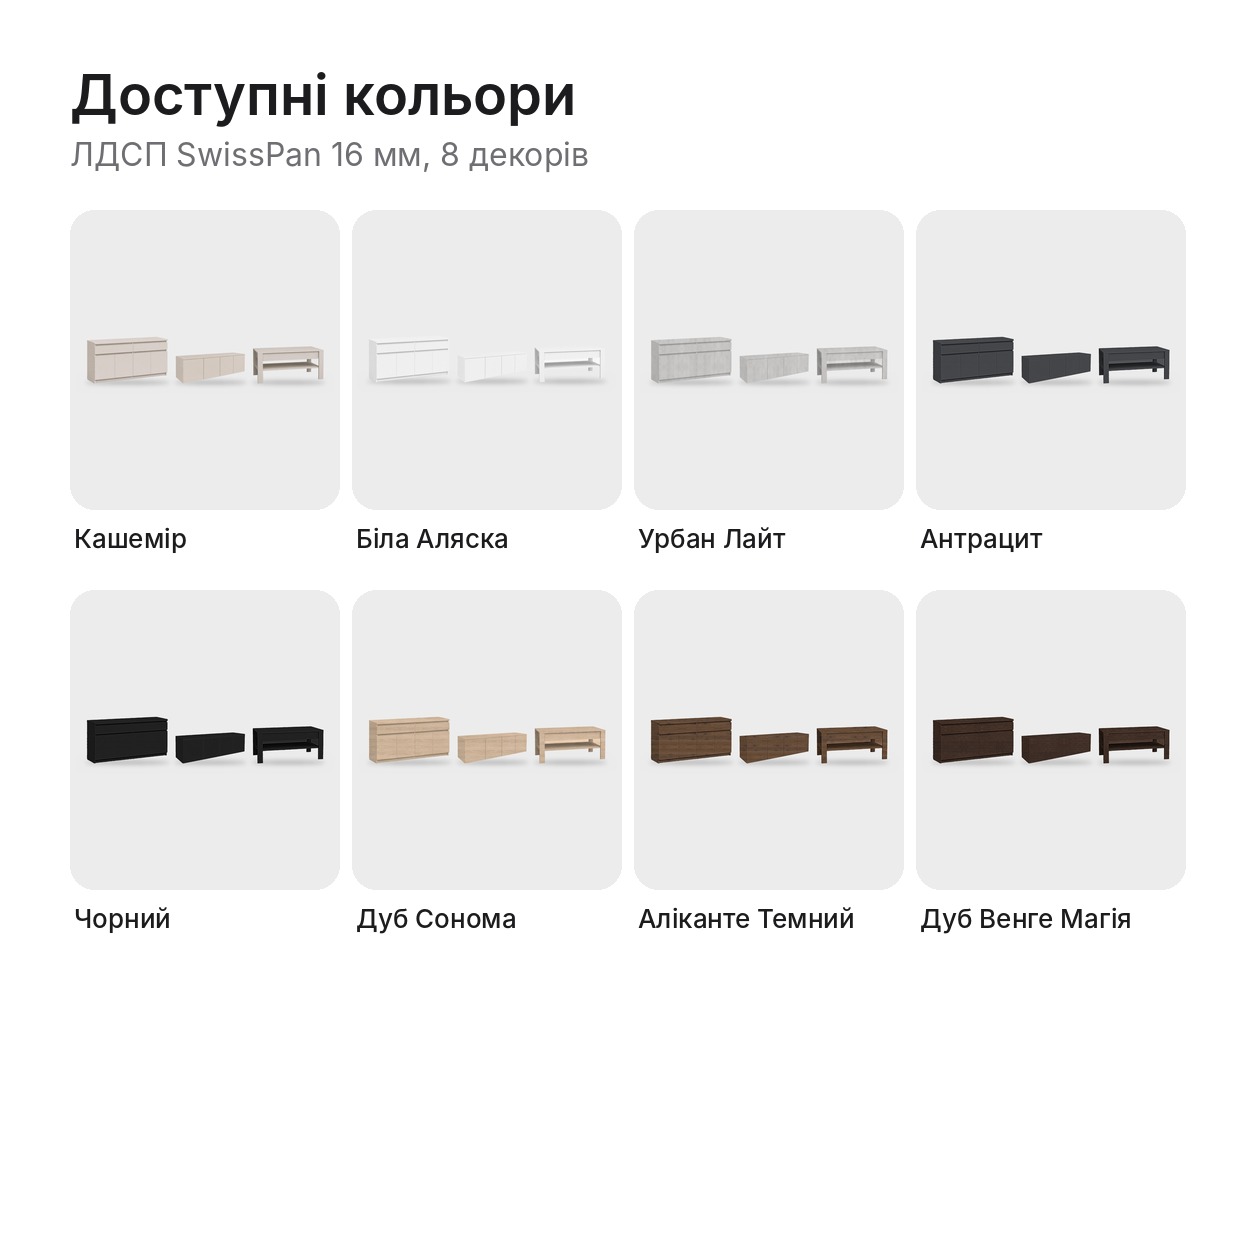 Доступні кольори
ЛДСП SwissPan 16 мм, 8 декорів
Кашемір
Біла Аляска
Урбан Лайт
Антрацит
Чорний
Дуб Сонома
Аліканте Темний
Дуб Венге Магія